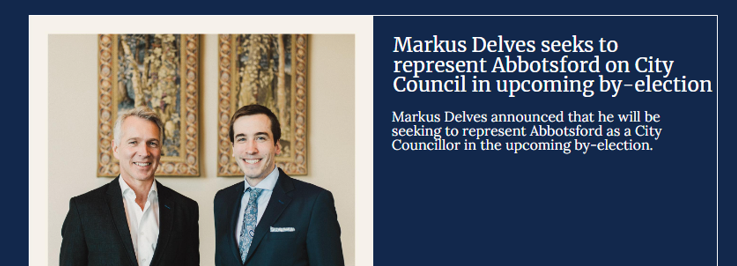 Markus Delves seeks to
represent Abbotsford on City
Council in upcoming by-election
Markus Delves announced that he will be
seeking to represent Abbotsford as a City
Councillor in the upcoming by-election.